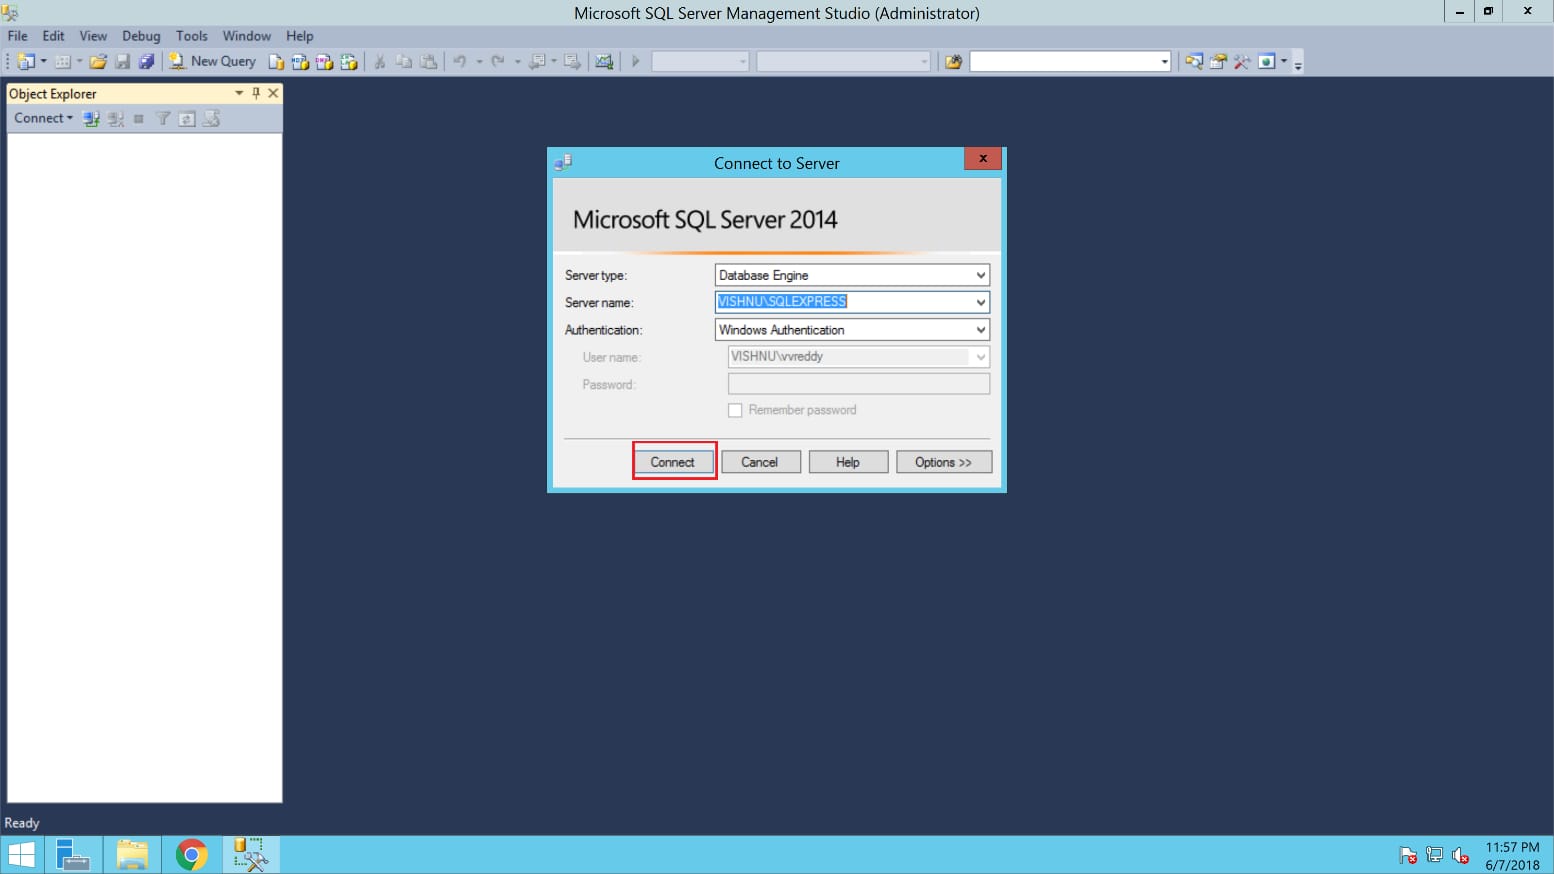 Microsoft SQL Server Management Studio (Administrator)
File Edit View Debug Tools Window Help
New Query
Object Explorer
Connect
Connect to Server
Microsoft SQL Server 2014
Server type: Database Engine
Server name: VISHNU\SQLEXPRESS
Authentication: Windows Authentication
User name: VISHNU\vvreddy
Password:
Remember password
Connect Cancel Help Options >>
Ready
11:57 PM
6/7/2018